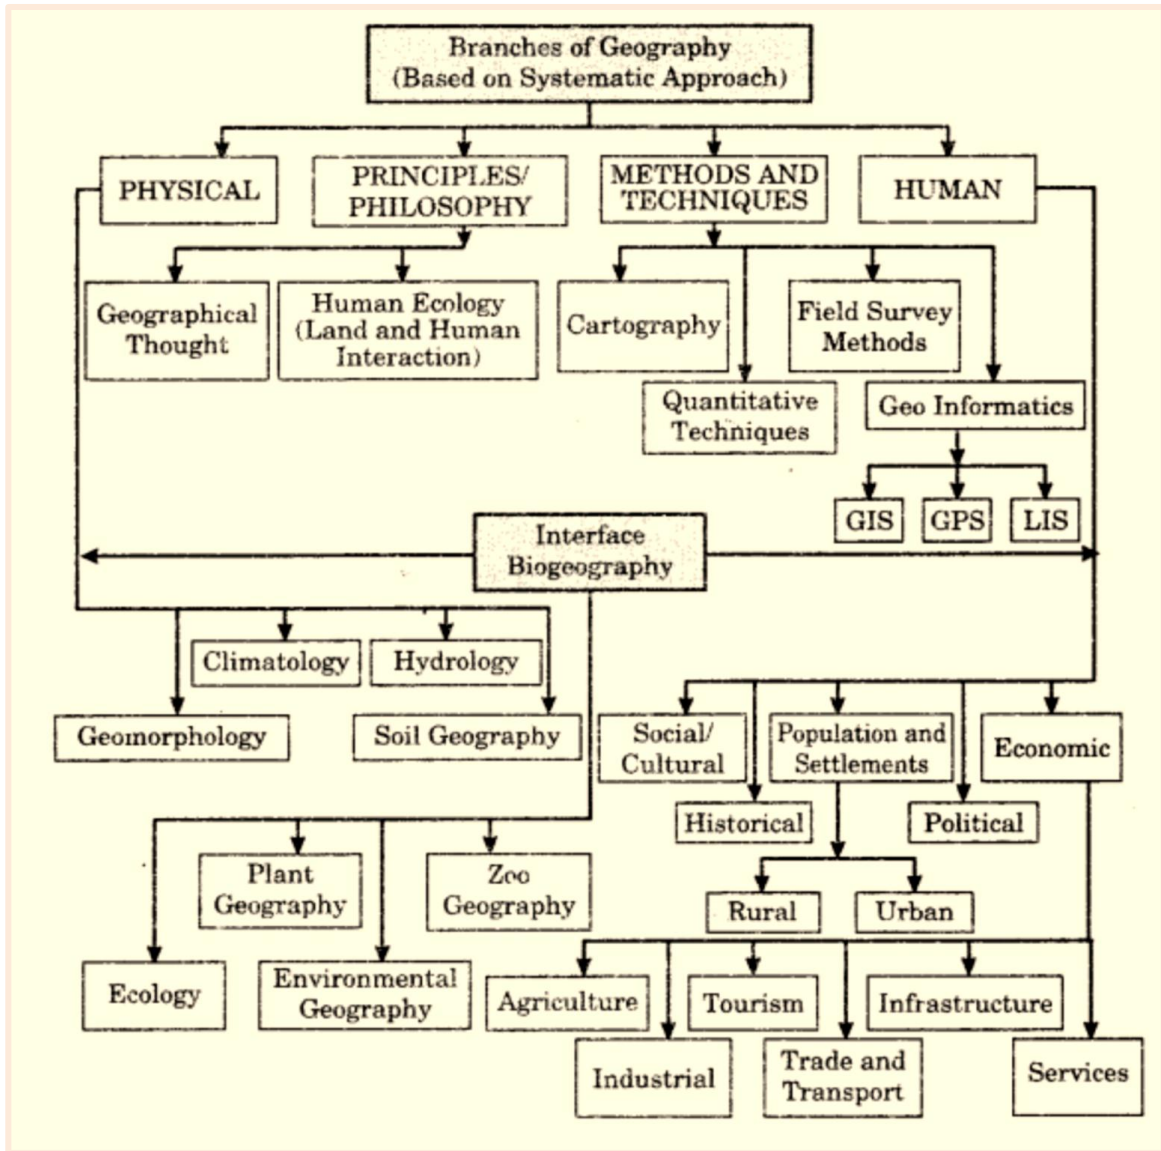 Branches of Geography
(Based on Systematic Approach)
PHYSICAL
PRINCIPLES/
PHILOSOPHY
METHODS AND
TECHNIQUES
HUMAN
Geographical
Thought
Human Ecology
(Land and Human
Interaction)
Cartography
Field Survey
Methods
Quantitative
Techniques
Geo Informatics
GIS
GPS
LIS
Interface
Biogeography
Climatology
Hydrology
Geomorphology
Soil Geography
Social/
Cultural
Population and
Settlements
Economic
Historical
Political
Plant
Geography
Zoo
Geography
Rural
Urban
Ecology
Environmental
Geography
Agriculture
Tourism
Infrastructure
Industrial
Trade and
Transport
Services